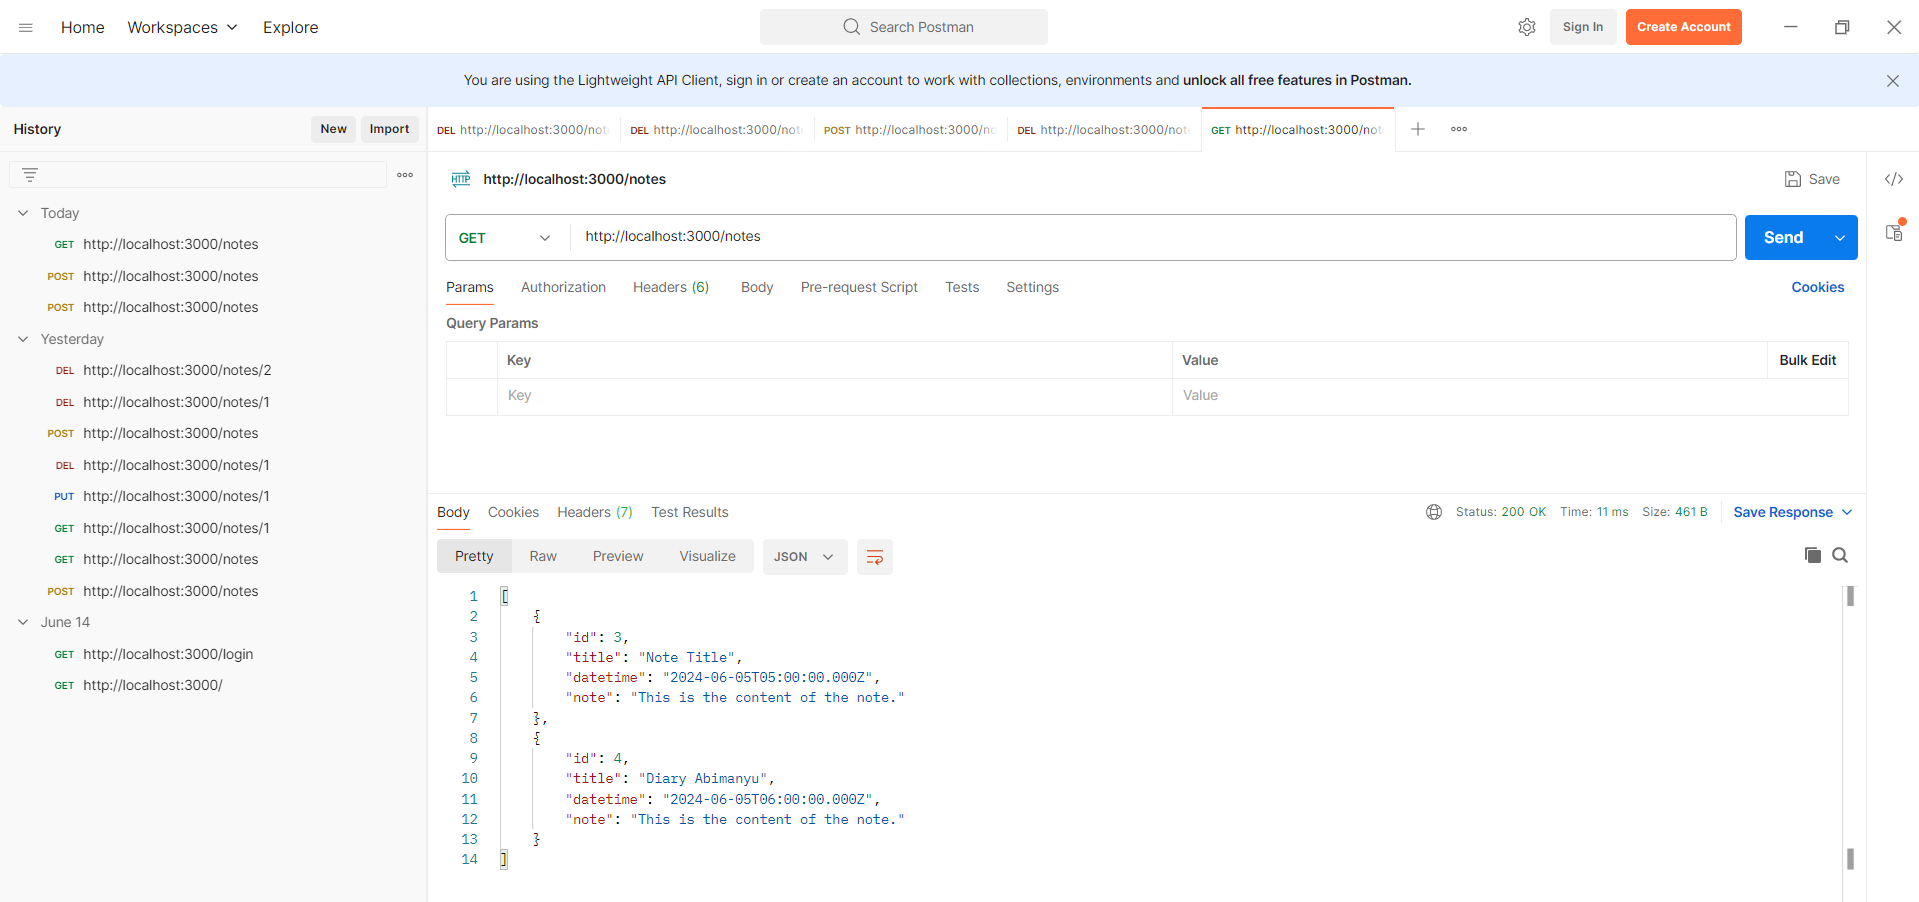 Home
Workspaces
Explore
Search Postman
Sign In
Create Account
You are using the Lightweight API Client, sign in or create an account to work with collections, environments and unlock all free features in Postman.
History
New
Import
Today
GET http://localhost:3000/notes
POST http://localhost:3000/notes
POST http://localhost:3000/notes
Yesterday
DEL http://localhost:3000/notes/2
DEL http://localhost:3000/notes/1
POST http://localhost:3000/notes
DEL http://localhost:3000/notes/1
PUT http://localhost:3000/notes/1
GET http://localhost:3000/notes/1
GET http://localhost:3000/notes
POST http://localhost:3000/notes
June 14
GET http://localhost:3000/login
GET http://localhost:3000/
DEL http://localhost:3000/not
DEL http://localhost:3000/not
POST http://localhost:3000/no
DEL http://localhost:3000/not
GET http://localhost:3000/not
HTTP http://localhost:3000/notes
Save
GET http://localhost:3000/notes
Send
Params Authorization Headers (6) Body Pre-request Script Tests Settings
Cookies
Query Params
Key Value Bulk Edit
Key Value
Body Cookies Headers (7) Test Results
Status: 200 OK Time: 11 ms Size: 461 B
Save Response
Pretty Raw Preview Visualize JSON
1 [
2 {
3 "id": 3,
4 "title": "Note Title",
5 "datetime": "2024-06-05T05:00:00.000Z",
6 "note": "This is the content of the note."
7 },
8 {
9 "id": 4,
10 "title": "Diary Abimanyu",
11 "datetime": "2024-06-05T06:00:00.000Z",
12 "note": "This is the content of the note."
13 }
14 ]